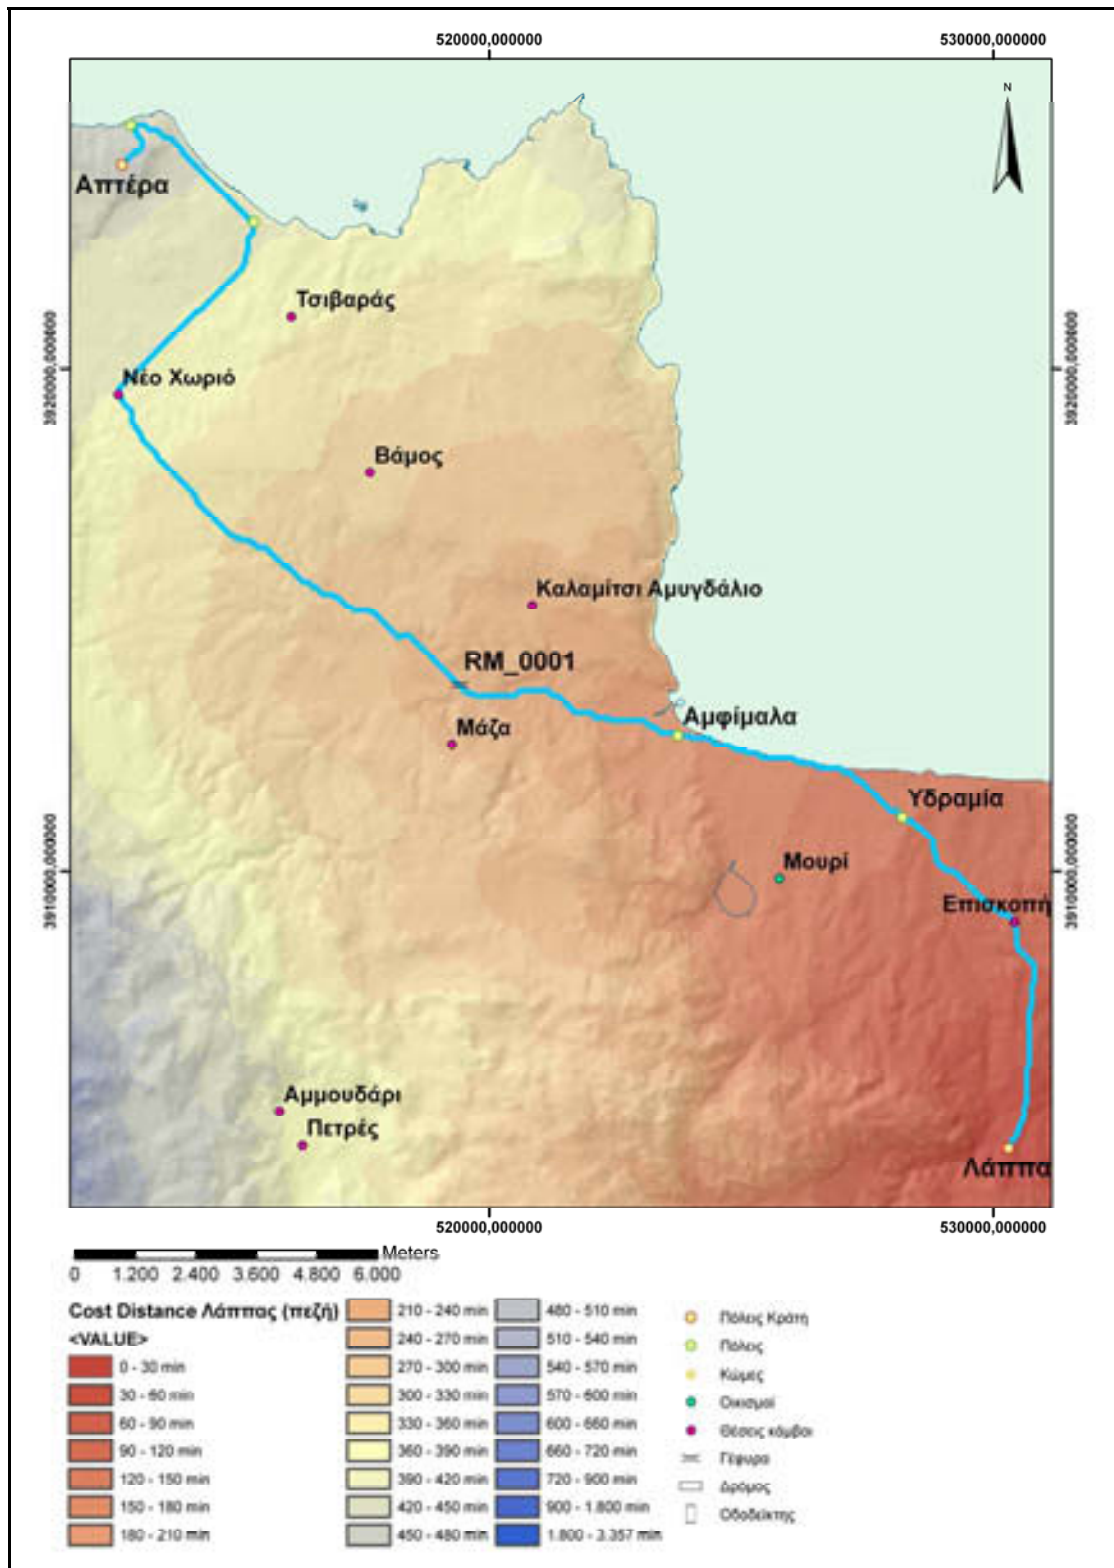 520000,000000 530000,000000
N
Απτέρα
Τσιβαράς
3920000,000000 3920000,000000
Νέο Χωριό
Βάμος
Καλαμίτσι Αμυγδάλιο
RM_0001
Αμφίμαλα
Μάζα
Υδραμία
Μουρί
3910000,000000 3910000,000000
Επισκοπή
Αμμουδάρι
Πετρές
Λάππα
520000,000000 530000,000000
Meters
0 1.200 2.400 3.600 4.800 6.000
Cost Distance Λάππας (πεζή)
<VALUE>
0 - 30 min
30 - 60 min
60 - 90 min
90 - 120 min
120 - 150 min
150 - 180 min
180 - 210 min
210 - 240 min
240 - 270 min
270 - 300 min
300 - 330 min
330 - 360 min
360 - 390 min
390 - 420 min
420 - 450 min
450 - 480 min
480 - 510 min
510 - 540 min
540 - 570 min
570 - 600 min
600 - 660 min
660 - 720 min
720 - 900 min
900 - 1.800 min
1.800 - 3.357 min
Πόλεις Κράτη
Πόλεις
Κώμες
Οικισμοί
Θέσεις κόμβοι
Γέφυρα
Δρόμος
Οδοδείκτης